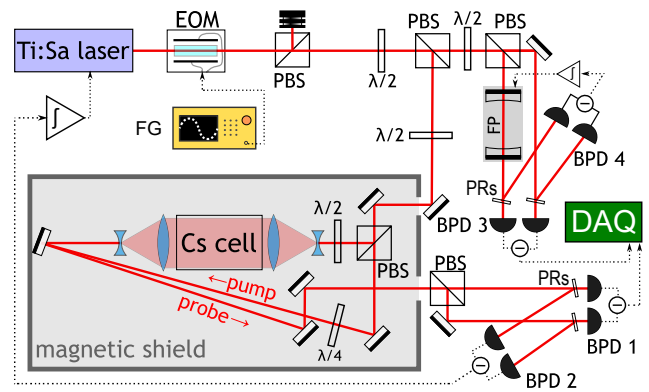 EOM
PBS
PBS
Ti:Sa laser
PBS
λ/2
λ/2
∫
∫
FG
λ/2
FP
BPD 4
PRs
λ/2
BPD 3
DAQ
Cs cell
PBS
PBS
PRs
←pump
probe→
λ/4
BPD 1
magnetic shield
BPD 2